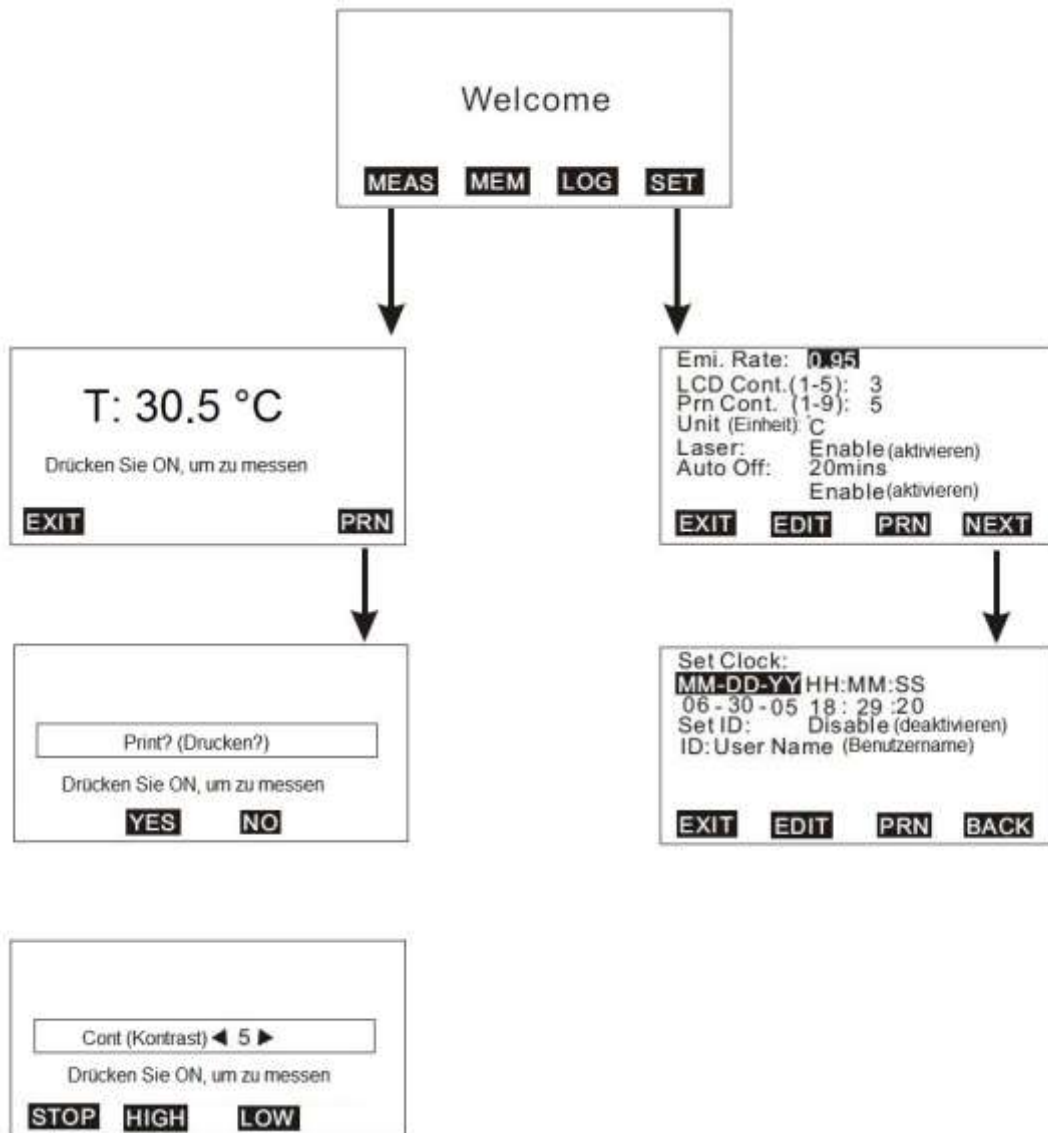 Welcome
MEAS MEM LOG SET
T: 30.5 °C
Drücken Sie ON, um zu messen
EXIT PRN
Print? (Drucken?)
Drücken Sie ON, um zu messen
YES NO
Cont (Kontrast) ◀ 5 ▶
Drücken Sie ON, um zu messen
STOP HIGH LOW
Emi. Rate: 0.95
LCD Cont.(1-5): 3
Prn Cont. (1-9): 5
Unit (Einheit): °C
Laser: Enable (aktivieren)
Auto Off: 20mins
Enable (aktivieren)
EXIT EDIT PRN NEXT
Set Clock:
MM-DD-YY HH:MM:SS
06-30-05 18:29:20
Set ID: Disable (deaktivieren)
ID: User Name (Benutzername)
EXIT EDIT PRN BACK